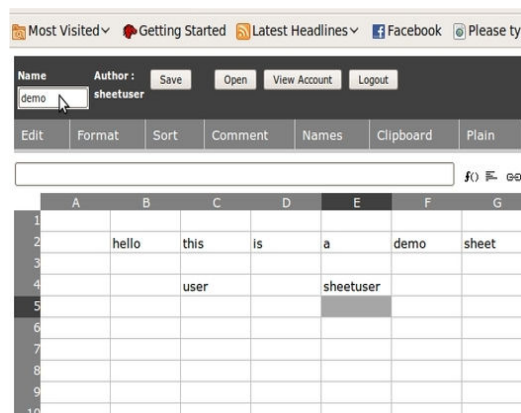 Most Visited Getting Started Latest Headlines Facebook Please ty
Name Author : Save Open View Account Logout
demo sheetuser
Edit Format Sort Comment Names Clipboard Plain
f()
A B C D E F G
1
2 hello this is a demo sheet
3
4 user sheetuser
5
6
7
8
9
10